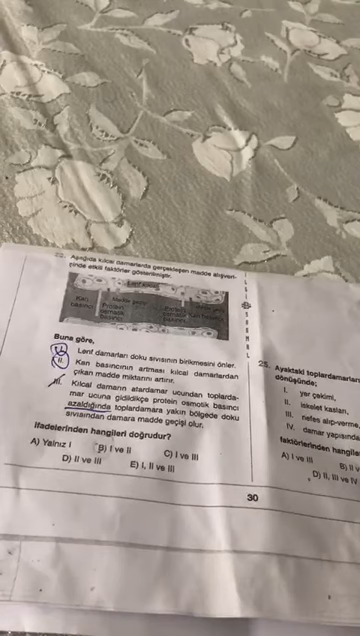 22. Aşağıda kılcal damarlarda gerçekleşen madde alışveri-
şinde etkili faktörler gösterilmiştir.
Lenf kılcalı
Kan
basıncı
Madde geçişi
Protein
osmotik
basıncı
Buna göre,
I. Lenf damarları doku sıvısının birikmesini önler.
II. Kan basıncının artması kılcal damarlardan
çıkan madde miktarını artırır.
III. Kılcal damarın atardamar ucundan toplarda-
mar ucuna gidildikçe protein osmotik basıncı
azaldığında toplardamara yakın bölgede doku
sıvısından damara madde geçişi olur.
ifadelerinden hangileri doğrudur?
A) Yalnız I
B) I ve II
C) I ve III
D) II ve III
E) I, II ve III
25. Ayaktaki toplardamarlar
dönüşünde;
I. yer çekimi,
II. iskelet kasları,
III. nefes alıp-verme,
IV. damar yapısında
faktörlerinden hangile
A) I ve III
B) II v
D) II, III ve IV
30